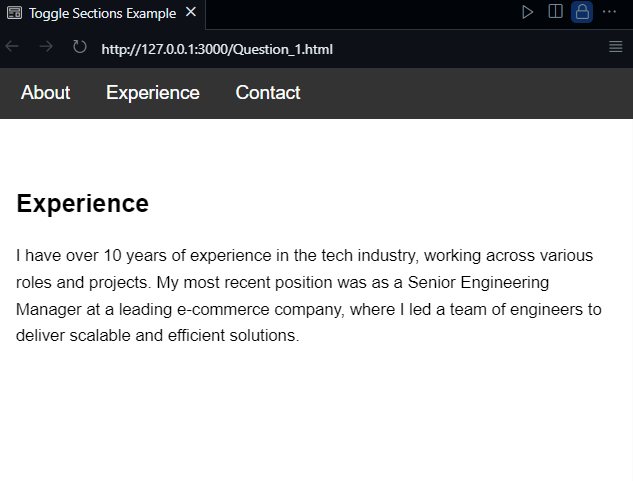 Toggle Sections Example
http://127.0.0.1:3000/Question_1.html
About Experience Contact
Experience
I have over 10 years of experience in the tech industry, working across various
roles and projects. My most recent position was as a Senior Engineering
Manager at a leading e-commerce company, where I led a team of engineers to
deliver scalable and efficient solutions.